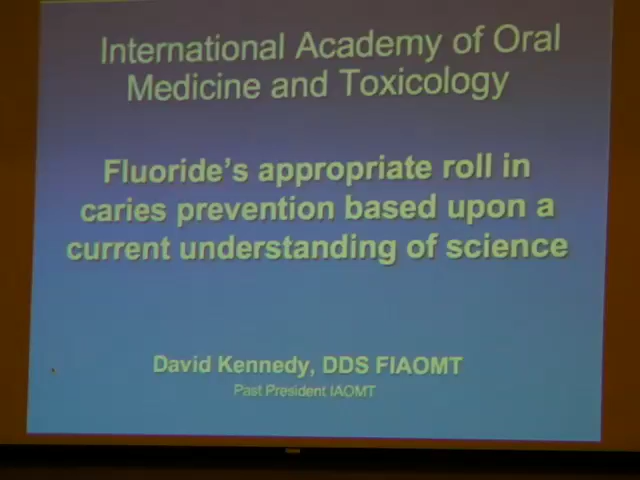 International Academy of Oral
Medicine and Toxicology
Fluoride's appropriate roll in
caries prevention based upon a
current understanding of science
David Kennedy, DDS FIAOMT
Past President IAOMT